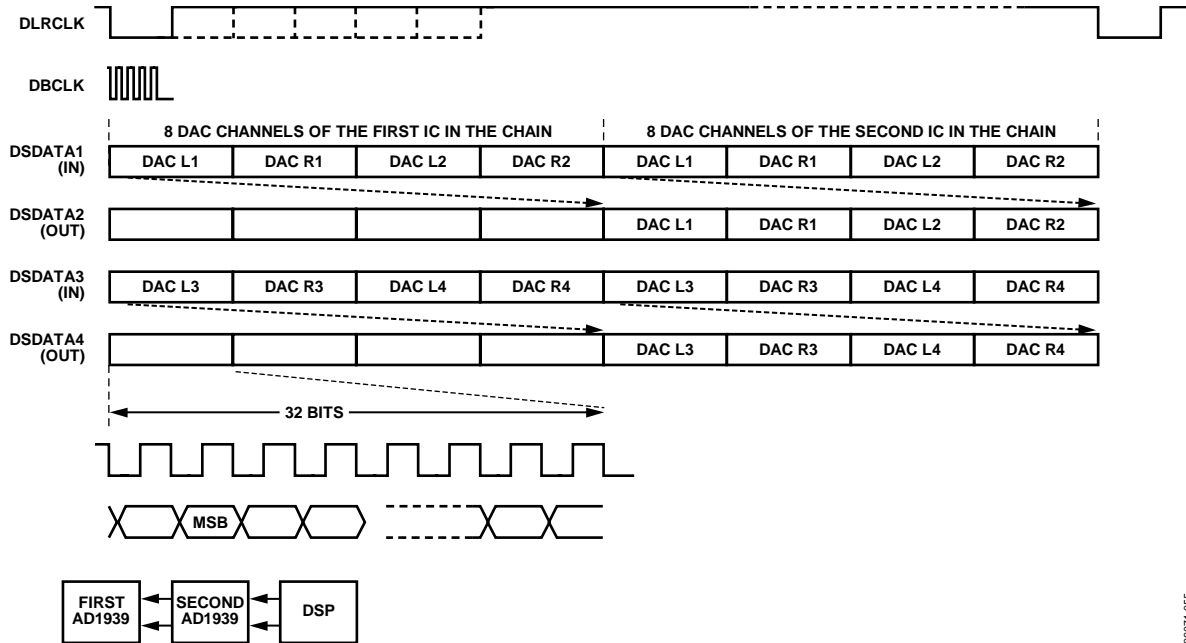 DLRCLK
DBCLK
8 DAC CHANNELS OF THE FIRST IC IN THE CHAIN
8 DAC CHANNELS OF THE SECOND IC IN THE CHAIN
DSDATA1
(IN)
DAC L1 DAC R1 DAC L2 DAC R2 DAC L1 DAC R1 DAC L2 DAC R2
DSDATA2
(OUT)
DAC L1 DAC R1 DAC L2 DAC R2
DSDATA3
(IN)
DAC L3 DAC R3 DAC L4 DAC R4 DAC L3 DAC R3 DAC L4 DAC R4
DSDATA4
(OUT)
DAC L3 DAC R3 DAC L4 DAC R4
32 BITS
MSB
FIRST
AD1939
SECOND
AD1939
DSP